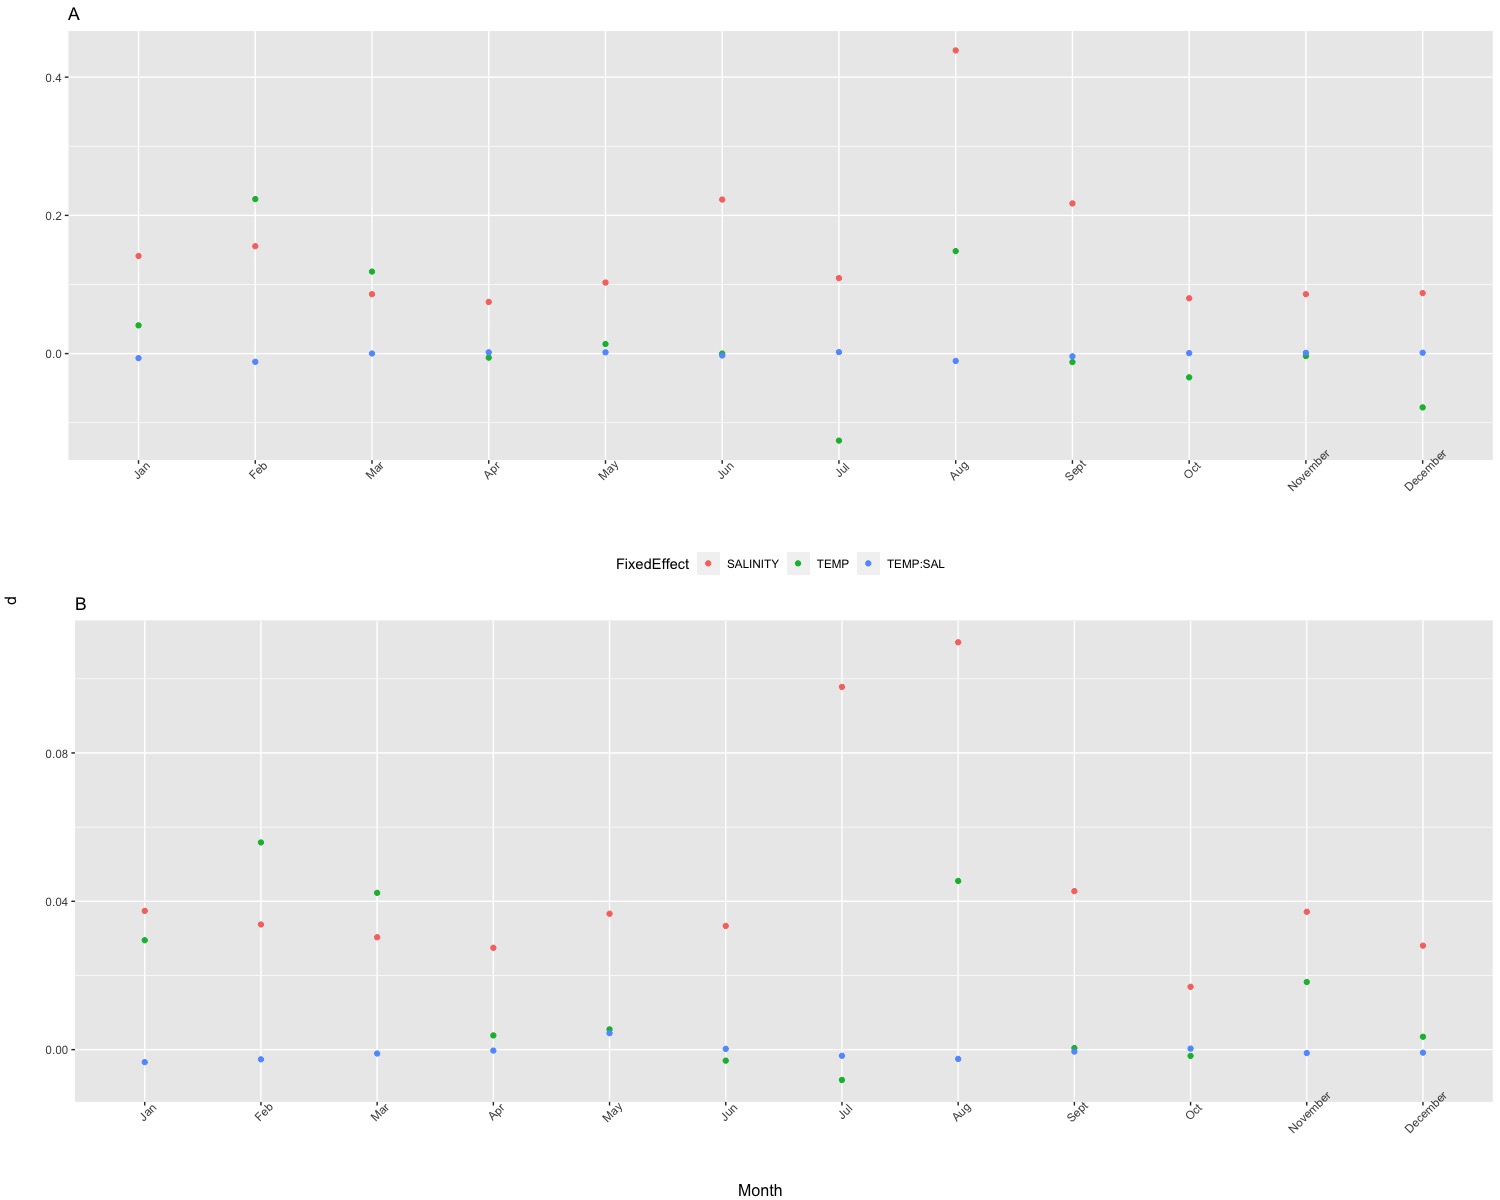 A
0.4
0.2
0.0
Jan Feb Mar Apr May Jun Jul Aug Sept Oct November December
FixedEffect SALINITY TEMP TEMP:SAL
d
B
0.08
0.04
0.00
Jan Feb Mar Apr May Jun Jul Aug Sept Oct November December
Month